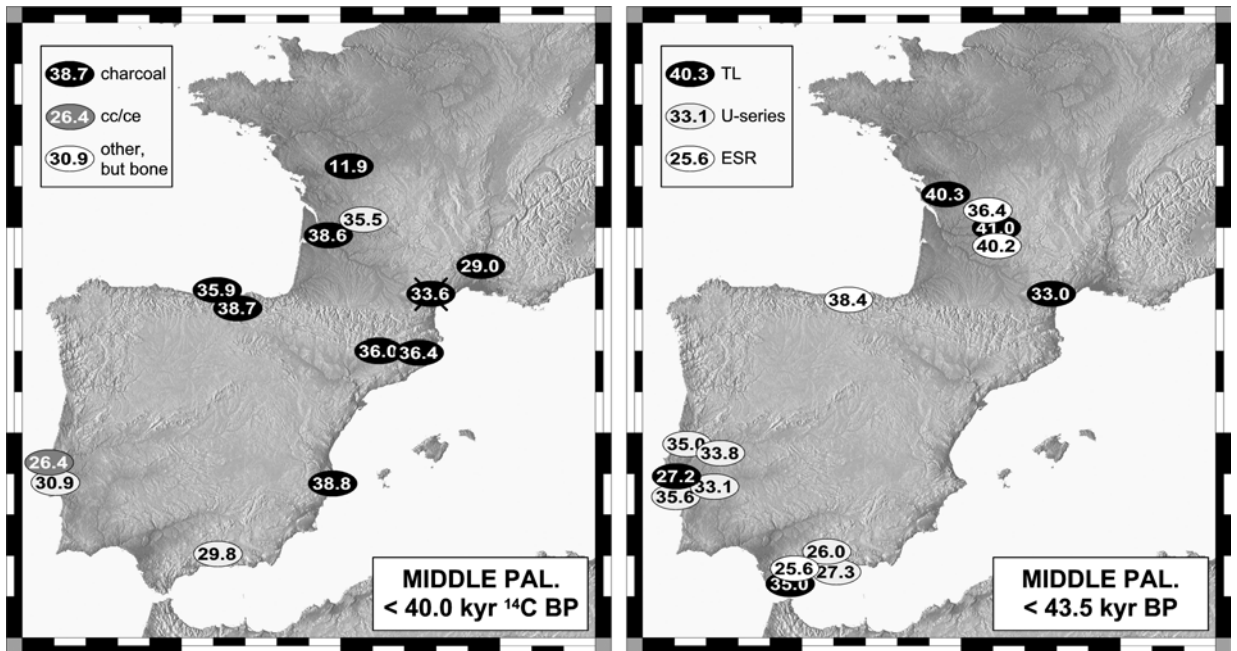 38.7 charcoal
26.4 cc/ce
30.9 other,
but bone
11.9
35.5
38.6
29.0
35.9
33.6
38.7
36.0 36.4
26.4
30.9
38.8
29.8
MIDDLE PAL.
< 40.0 kyr ¹⁴C BP
40.3 TL
33.1 U-series
25.6 ESR
40.3
36.4
41.0
40.2
38.4
33.0
35.0
33.8
27.2
33.1
35.6
26.0
25.6
27.3
35.0
MIDDLE PAL.
< 43.5 kyr BP